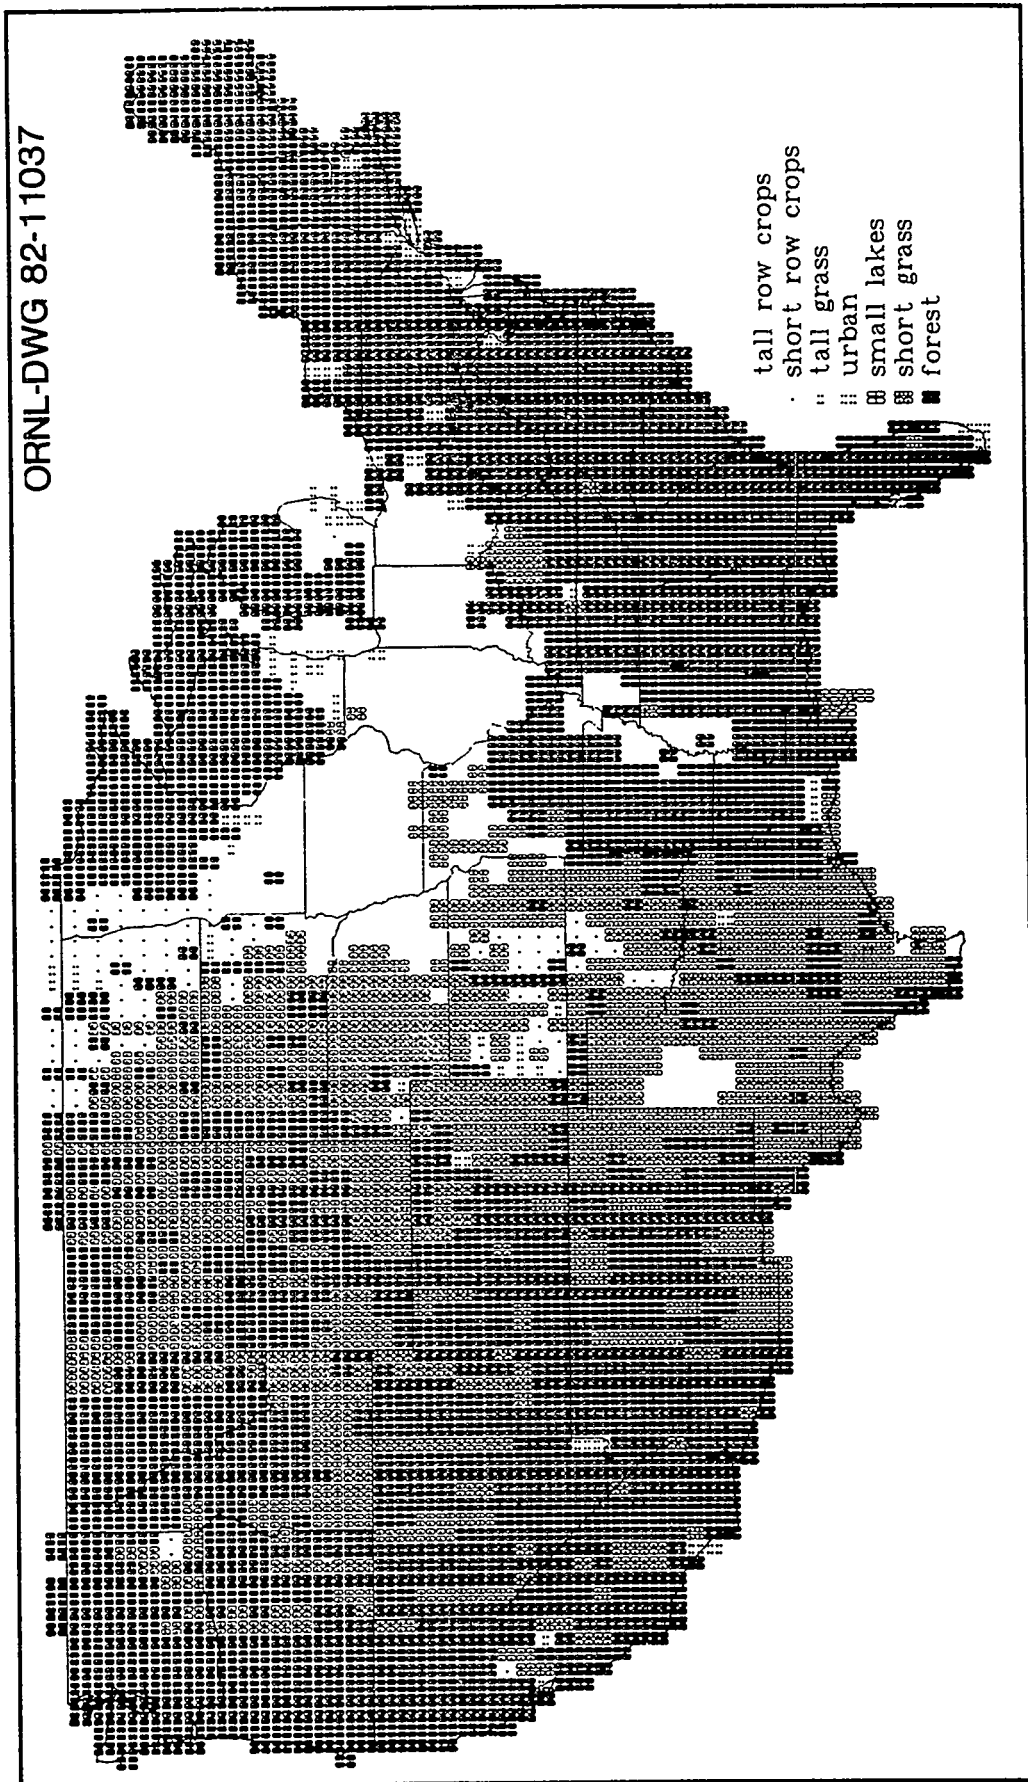 ORNL-DWG 82-11037
tall row crops
short row crops
tall grass
urban
small lakes
short grass
forest